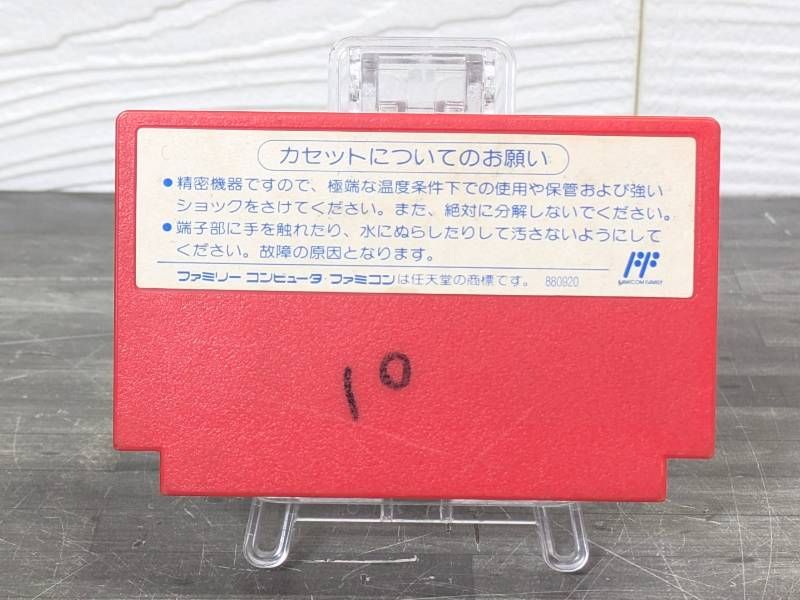 カセットについてのお願い
●精密機器ですので、極端な温度条件下での使用や保管および強い
ショックをさけてください。また、絶対に分解しないでください。
●端子部に手を触れたり、水にぬらしたりして汚さないようにして
ください。故障の原因となります。
ファミリーコンピュータ・ファミコンは任天堂の商標です。 880920
FF
FAMICOM FAMILY
10